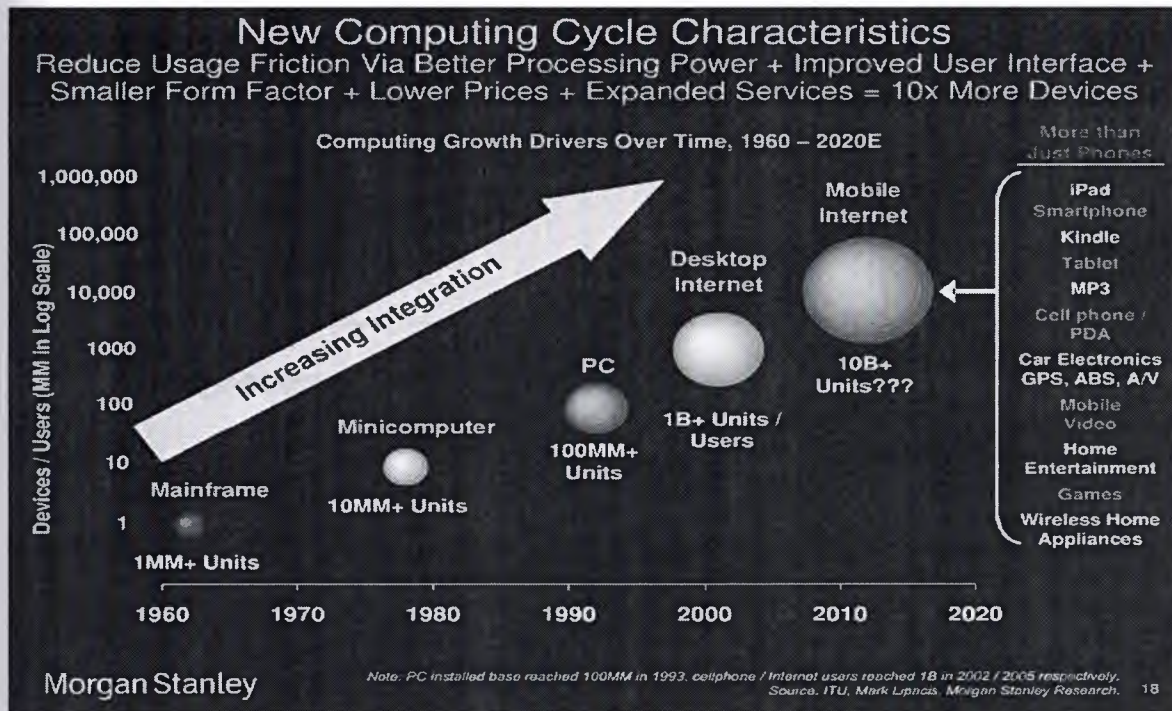 New Computing Cycle Characteristics
Reduce Usage Friction Via Better Processing Power + Improved User Interface +
Smaller Form Factor + Lower Prices + Expanded Services = 10x More Devices
Computing Growth Drivers Over Time, 1960 – 2020E
Devices / Users (MM in Log Scale)
1,000,000
100,000
10,000
1000
100
10
1
Increasing Integration
Mainframe
1MM+ Units
Minicomputer
10MM+ Units
PC
100MM+
Units
Desktop
Internet
1B+ Units /
Users
Mobile
Internet
10B+
Units???
More than
Just Phones
iPad
Smartphone
Kindle
Tablet
MP3
Cell phone /
PDA
Car Electronics
GPS, ABS, A/V
Mobile
Video
Home
Entertainment
Games
Wireless Home
Appliances
1960
1970
1980
1990
2000
2010
2020
Morgan Stanley
Note: PC installed base reached 100MM in 1993, cellphone / Internet users reached 1B in 2002 / 2005 respectively.
Source: ITU, Mark Lipacis, Morgan Stanley Research.
18